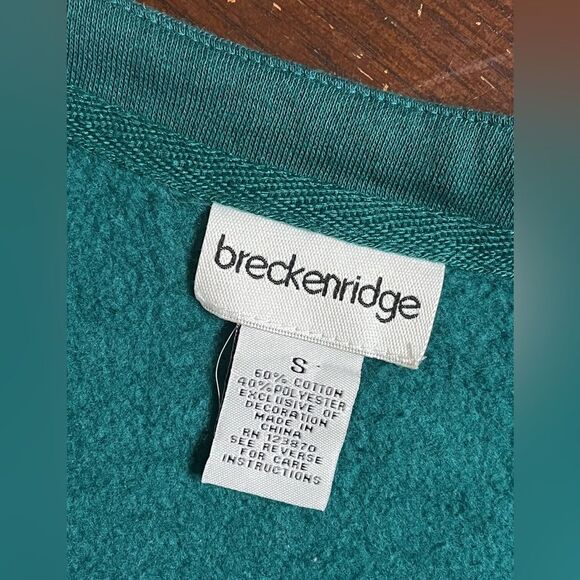 breckenridge
S
60% COTTON
40% POLYESTER
EXCLUSIVE OF
DECORATION
MADE IN
CHINA
RN 123870
SEE REVERSE
FOR CARE
INSTRUCTIONS